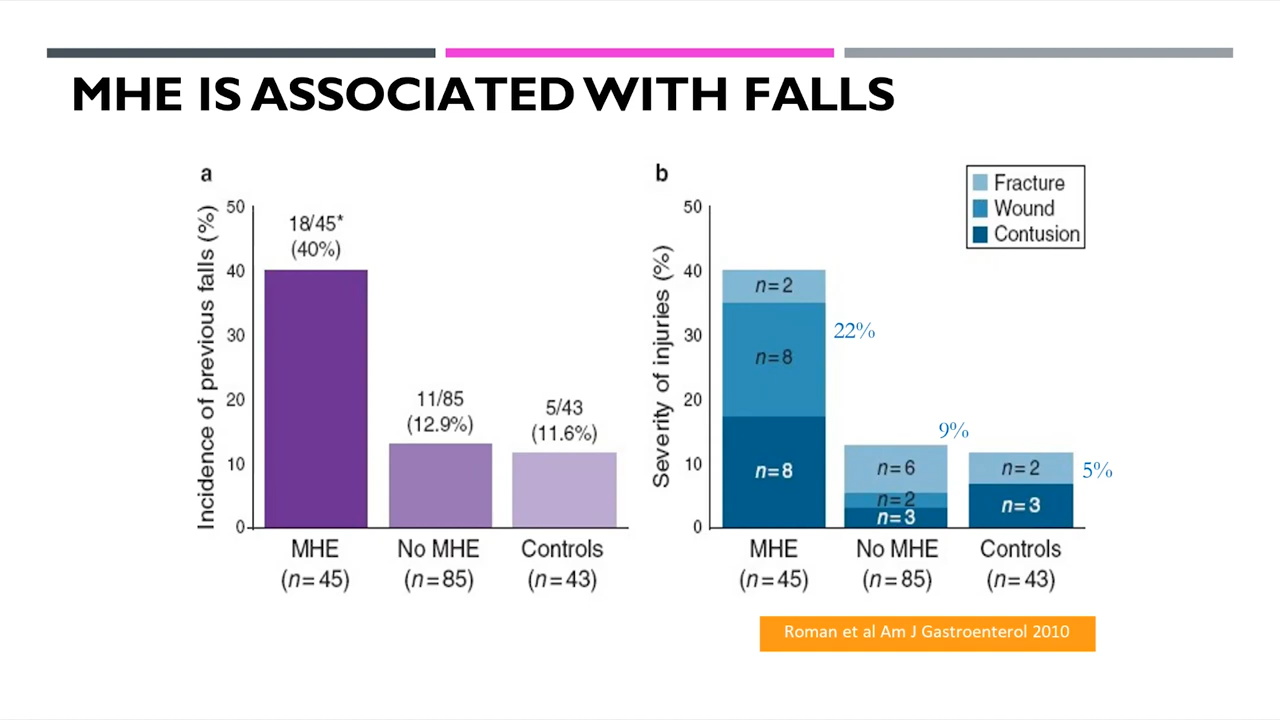 MHE IS ASSOCIATED WITH FALLS
a
Incidence of previous falls (%)
50
40
30
20
10
0
18/45*
(40%)
11/85
(12.9%)
5/43
(11.6%)
MHE
(n=45)
No MHE
(n=85)
Controls
(n=43)
b
Fracture
Wound
Contusion
Severity of injuries (%)
50
40
30
20
10
0
n=2
n=8
n=8
22%
n=6
n=2
n=3
9%
n=2
n=3
5%
MHE
(n=45)
No MHE
(n=85)
Controls
(n=43)
Roman et al Am J Gastroenterol 2010